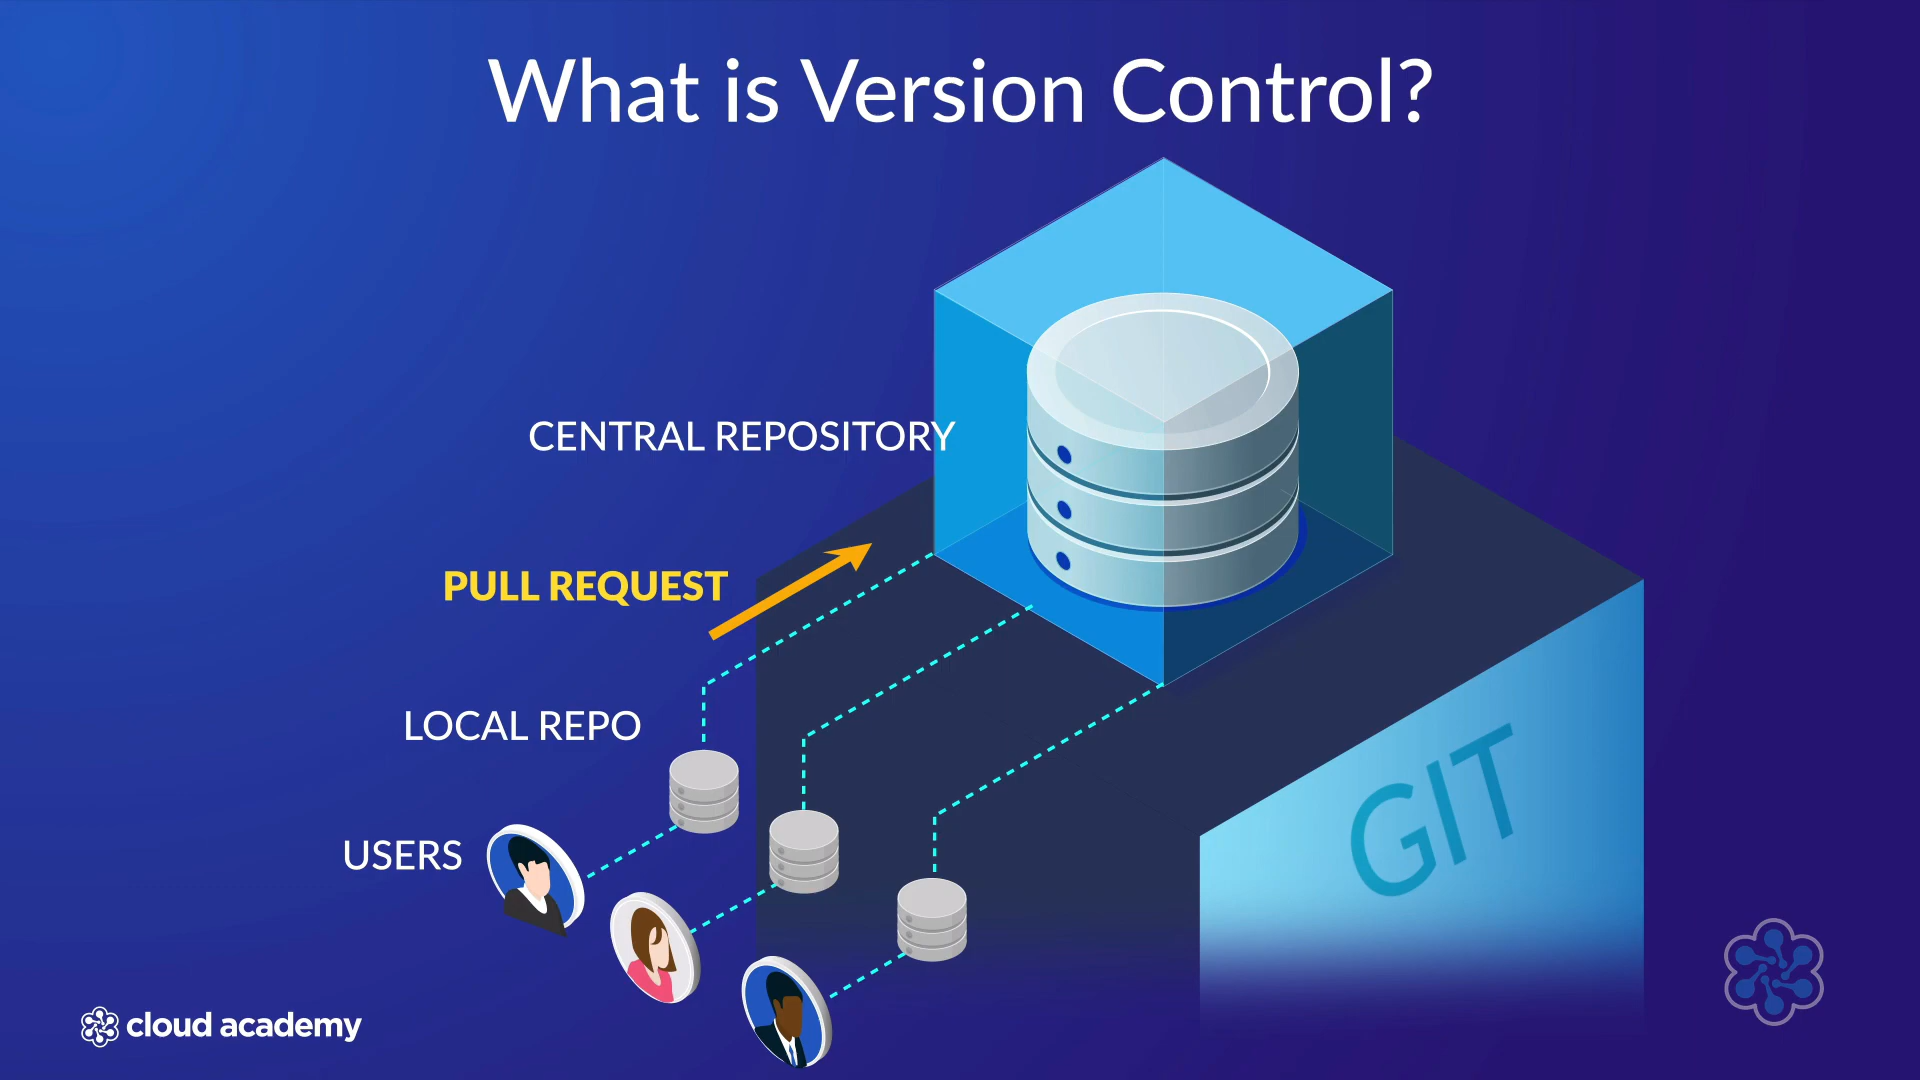 What is Version Control?
CENTRAL REPOSITORY
PULL REQUEST
LOCAL REPO
USERS
GIT
cloud academy